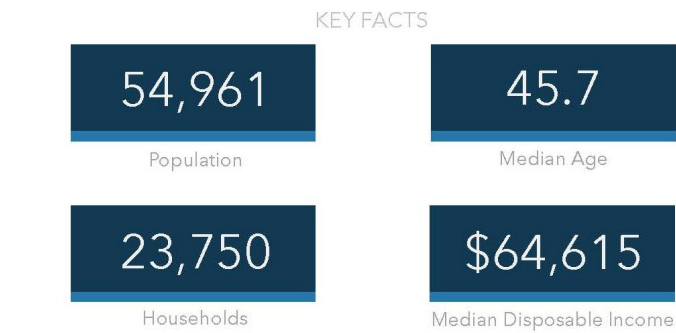 KEY FACTS
54,961
45.7
Population
Median Age
23,750
$64,615
Households
Median Disposable Income